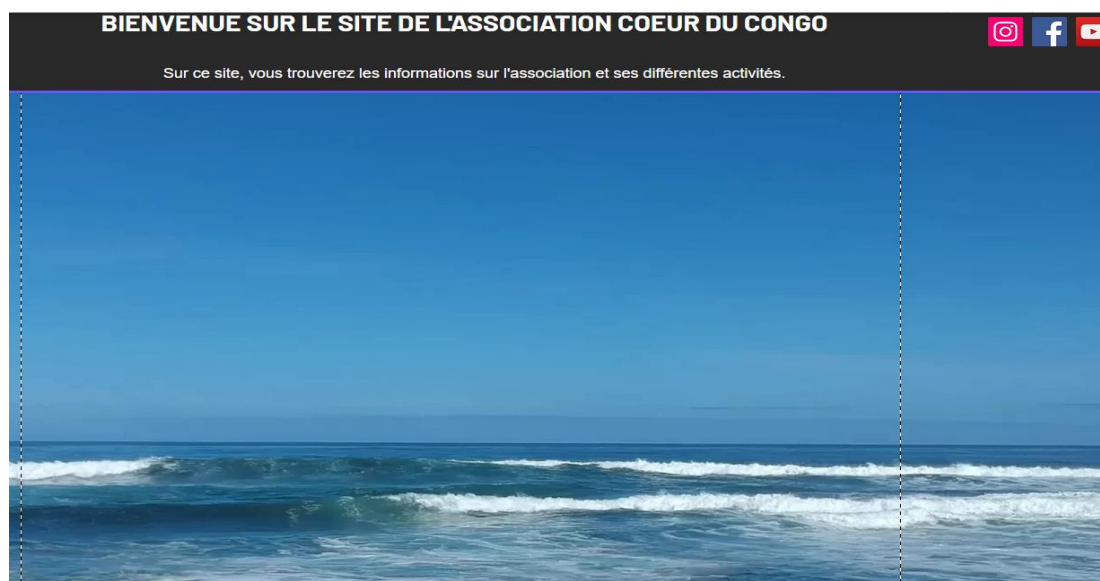 BIENVENUE SUR LE SITE DE L'ASSOCIATION COEUR DU CONGO
Sur ce site, vous trouverez les informations sur l'association et ses différentes activités.